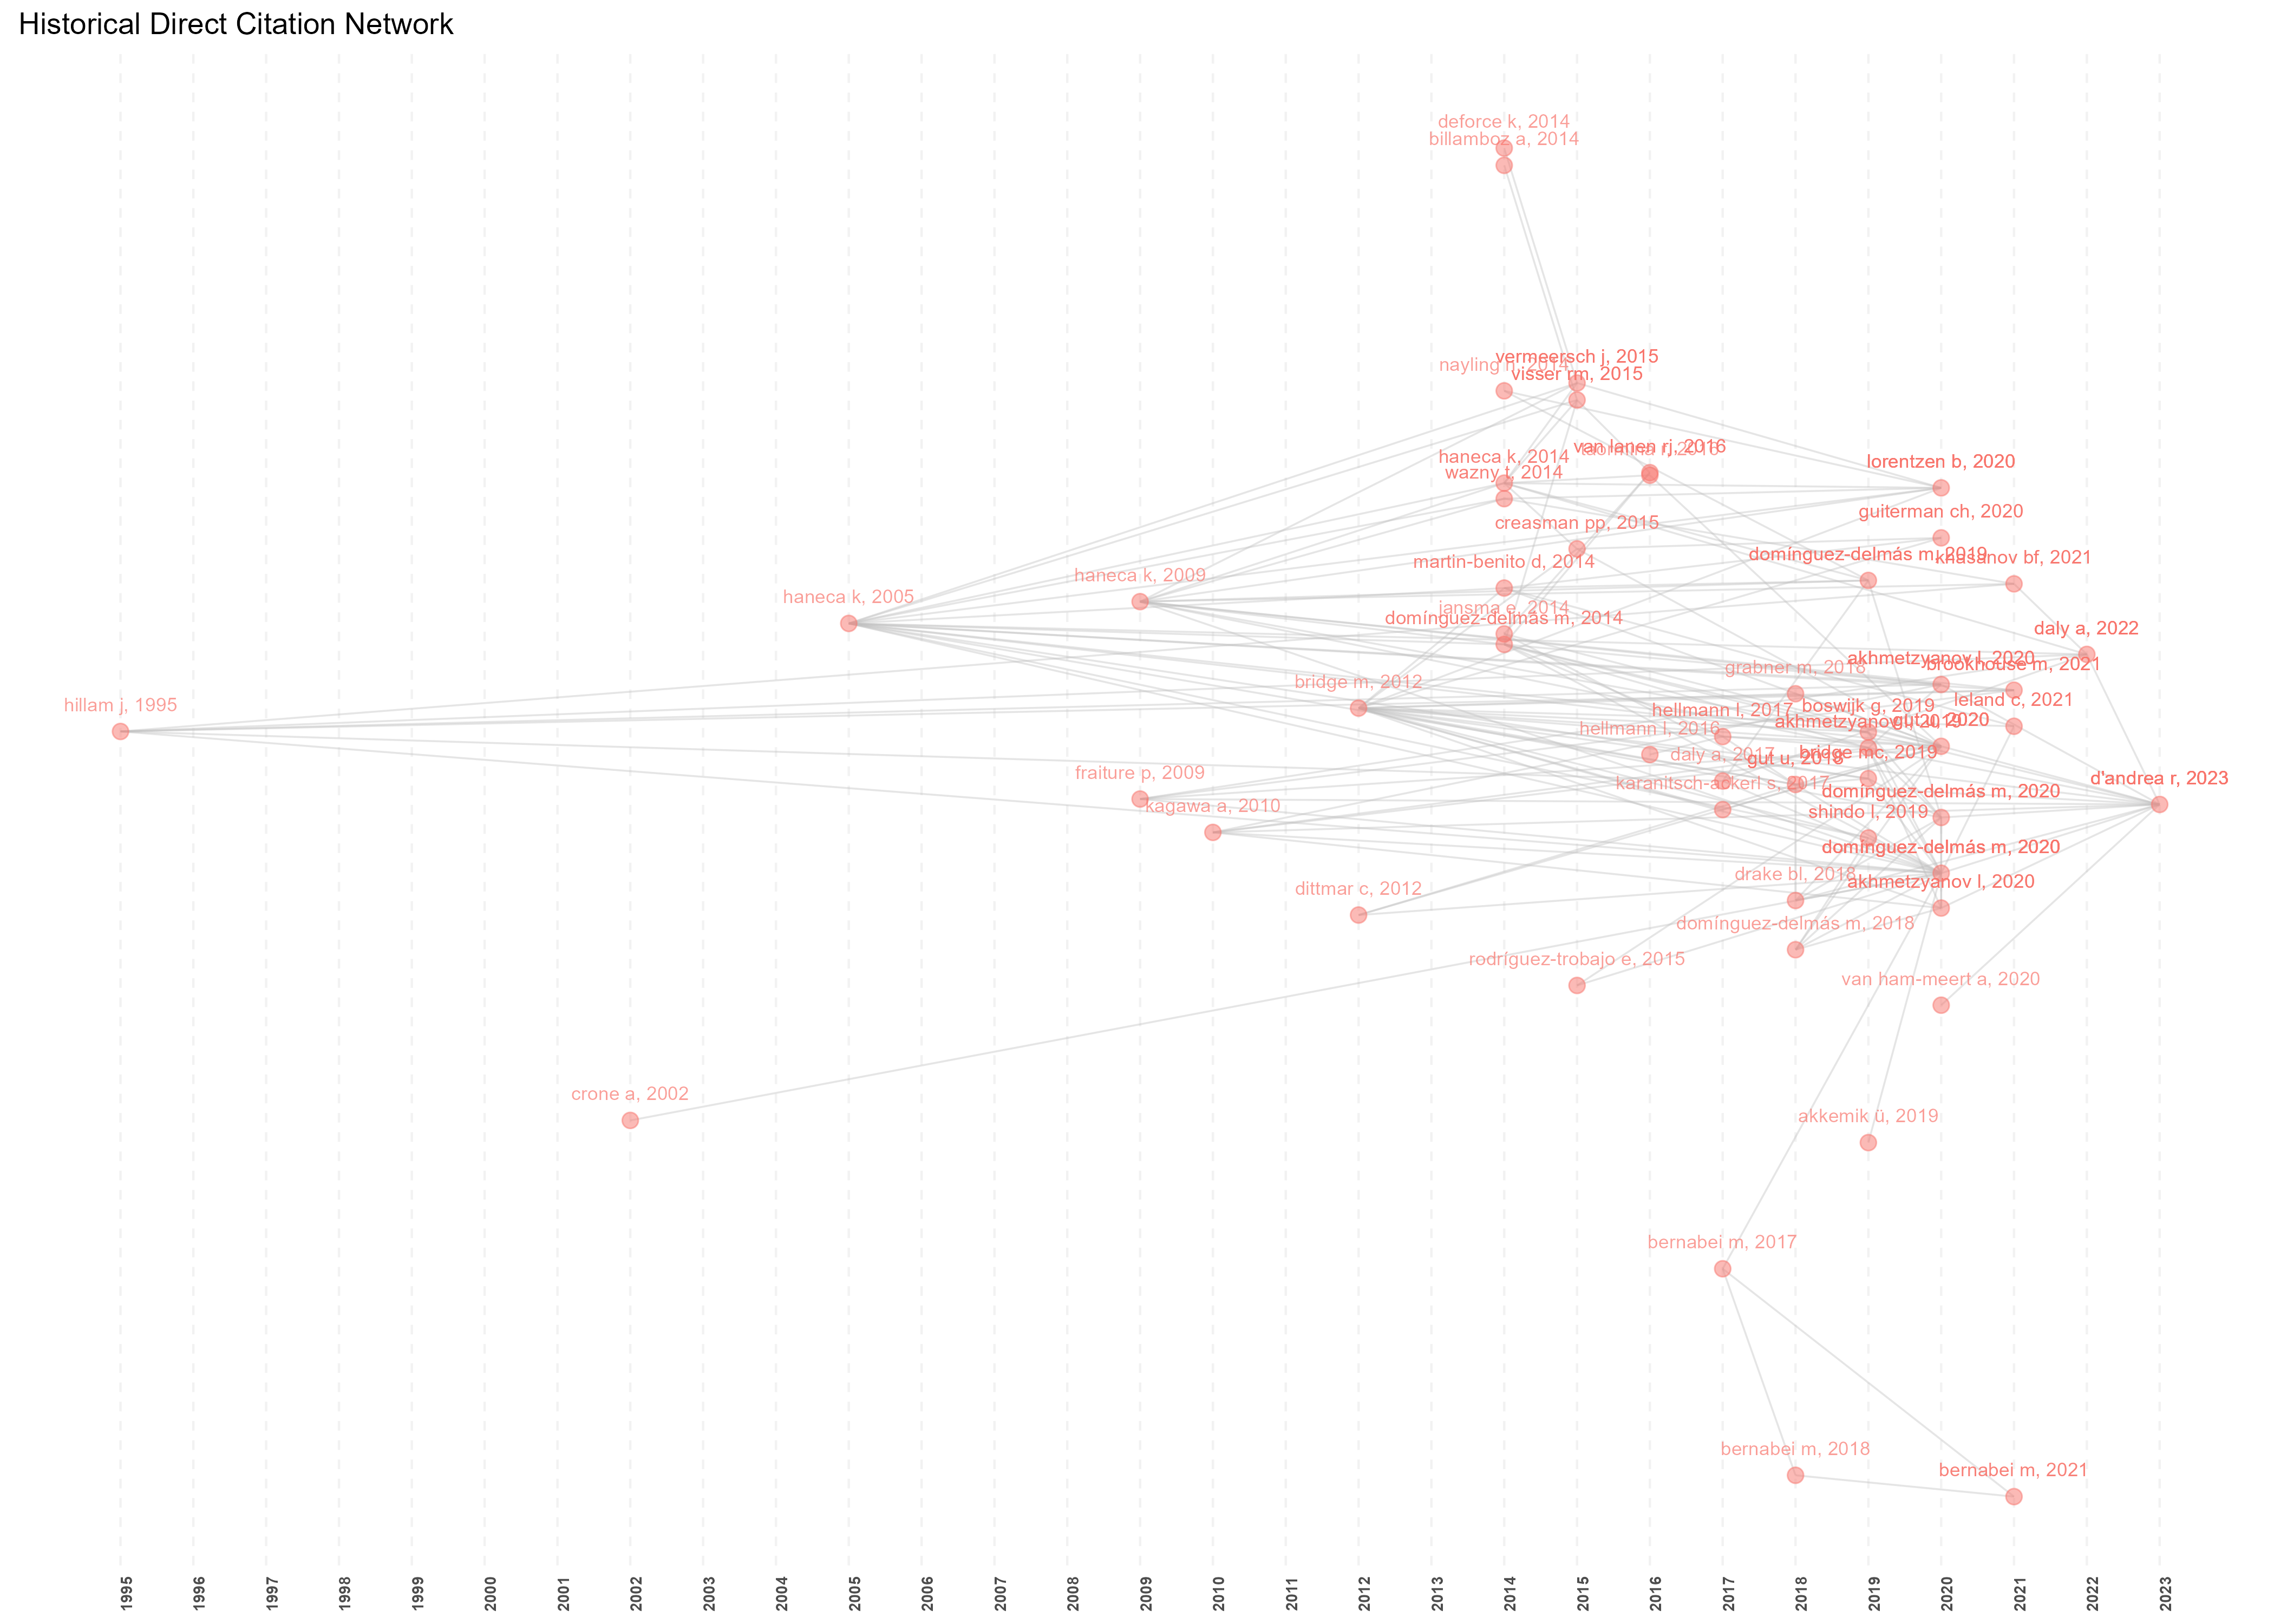 Historical Direct Citation Network
deforce k, 2014
billamboz a, 2014
vermeersch j, 2015
nayling n, 2014
visser rm, 2015
van lanen rj, 2016
taormina r, 2016
haneca k, 2014
lorentzen b, 2020
wazny t, 2014
guiterman ch, 2020
creasman pp, 2015
domínguez-delmás m, 2019
khasanov bf, 2021
martin-benito d, 2014
haneca k, 2009
haneca k, 2005
jansma e, 2014
domínguez-delmás m, 2014
daly a, 2022
akhmetzyanov l, 2020
brookhouse m, 2021
grabner m, 2018
bridge m, 2012
leland c, 2021
hillam j, 1995
boswijk g, 2019
hellmann l, 2017
akhmetzyanov l, 2019
gut u, 2020
hellmann l, 2016
bridge mc, 2019
daly a, 2017
gut u, 2018
fraiture p, 2009
d'andrea r, 2023
karanitsch-ackerl s, 2017
domínguez-delmás m, 2020
kagawa a, 2010
shindo l, 2019
domínguez-delmás m, 2020
drake bl, 2018
akhmetzyanov l, 2020
dittmar c, 2012
domínguez-delmás m, 2018
rodríguez-trobajo e, 2015
van ham-meert a, 2020
crone a, 2002
akkemik ü, 2019
bernabei m, 2017
bernabei m, 2018
bernabei m, 2021
1995
1996
1997
1998
1999
2000
2001
2002
2003
2004
2005
2006
2007
2008
2009
2010
2011
2012
2013
2014
2015
2016
2017
2018
2019
2020
2021
2022
2023